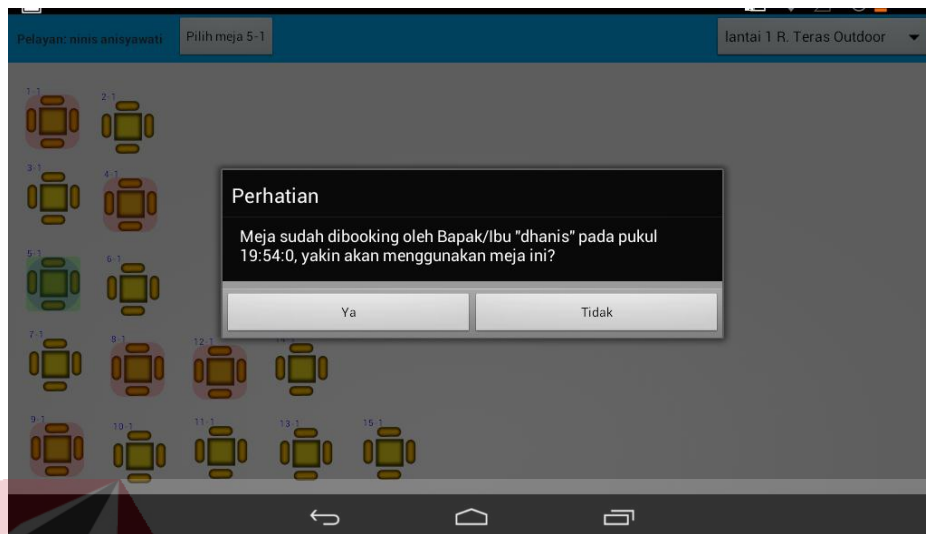 Pelayan: ninis anisyawati
Pilih meja 5-1
lantai 1 R. Teras Outdoor
1-1
2-1
3-1
4-1
Perhatian
Meja sudah dibooking oleh Bapak/Ibu "dhanis" pada pukul
19:54:0, yakin akan menggunakan meja ini?
5-1
6-1
Ya
Tidak
7-1
8-1
12-1
9-1
10-1
11-1
13-1
15-1